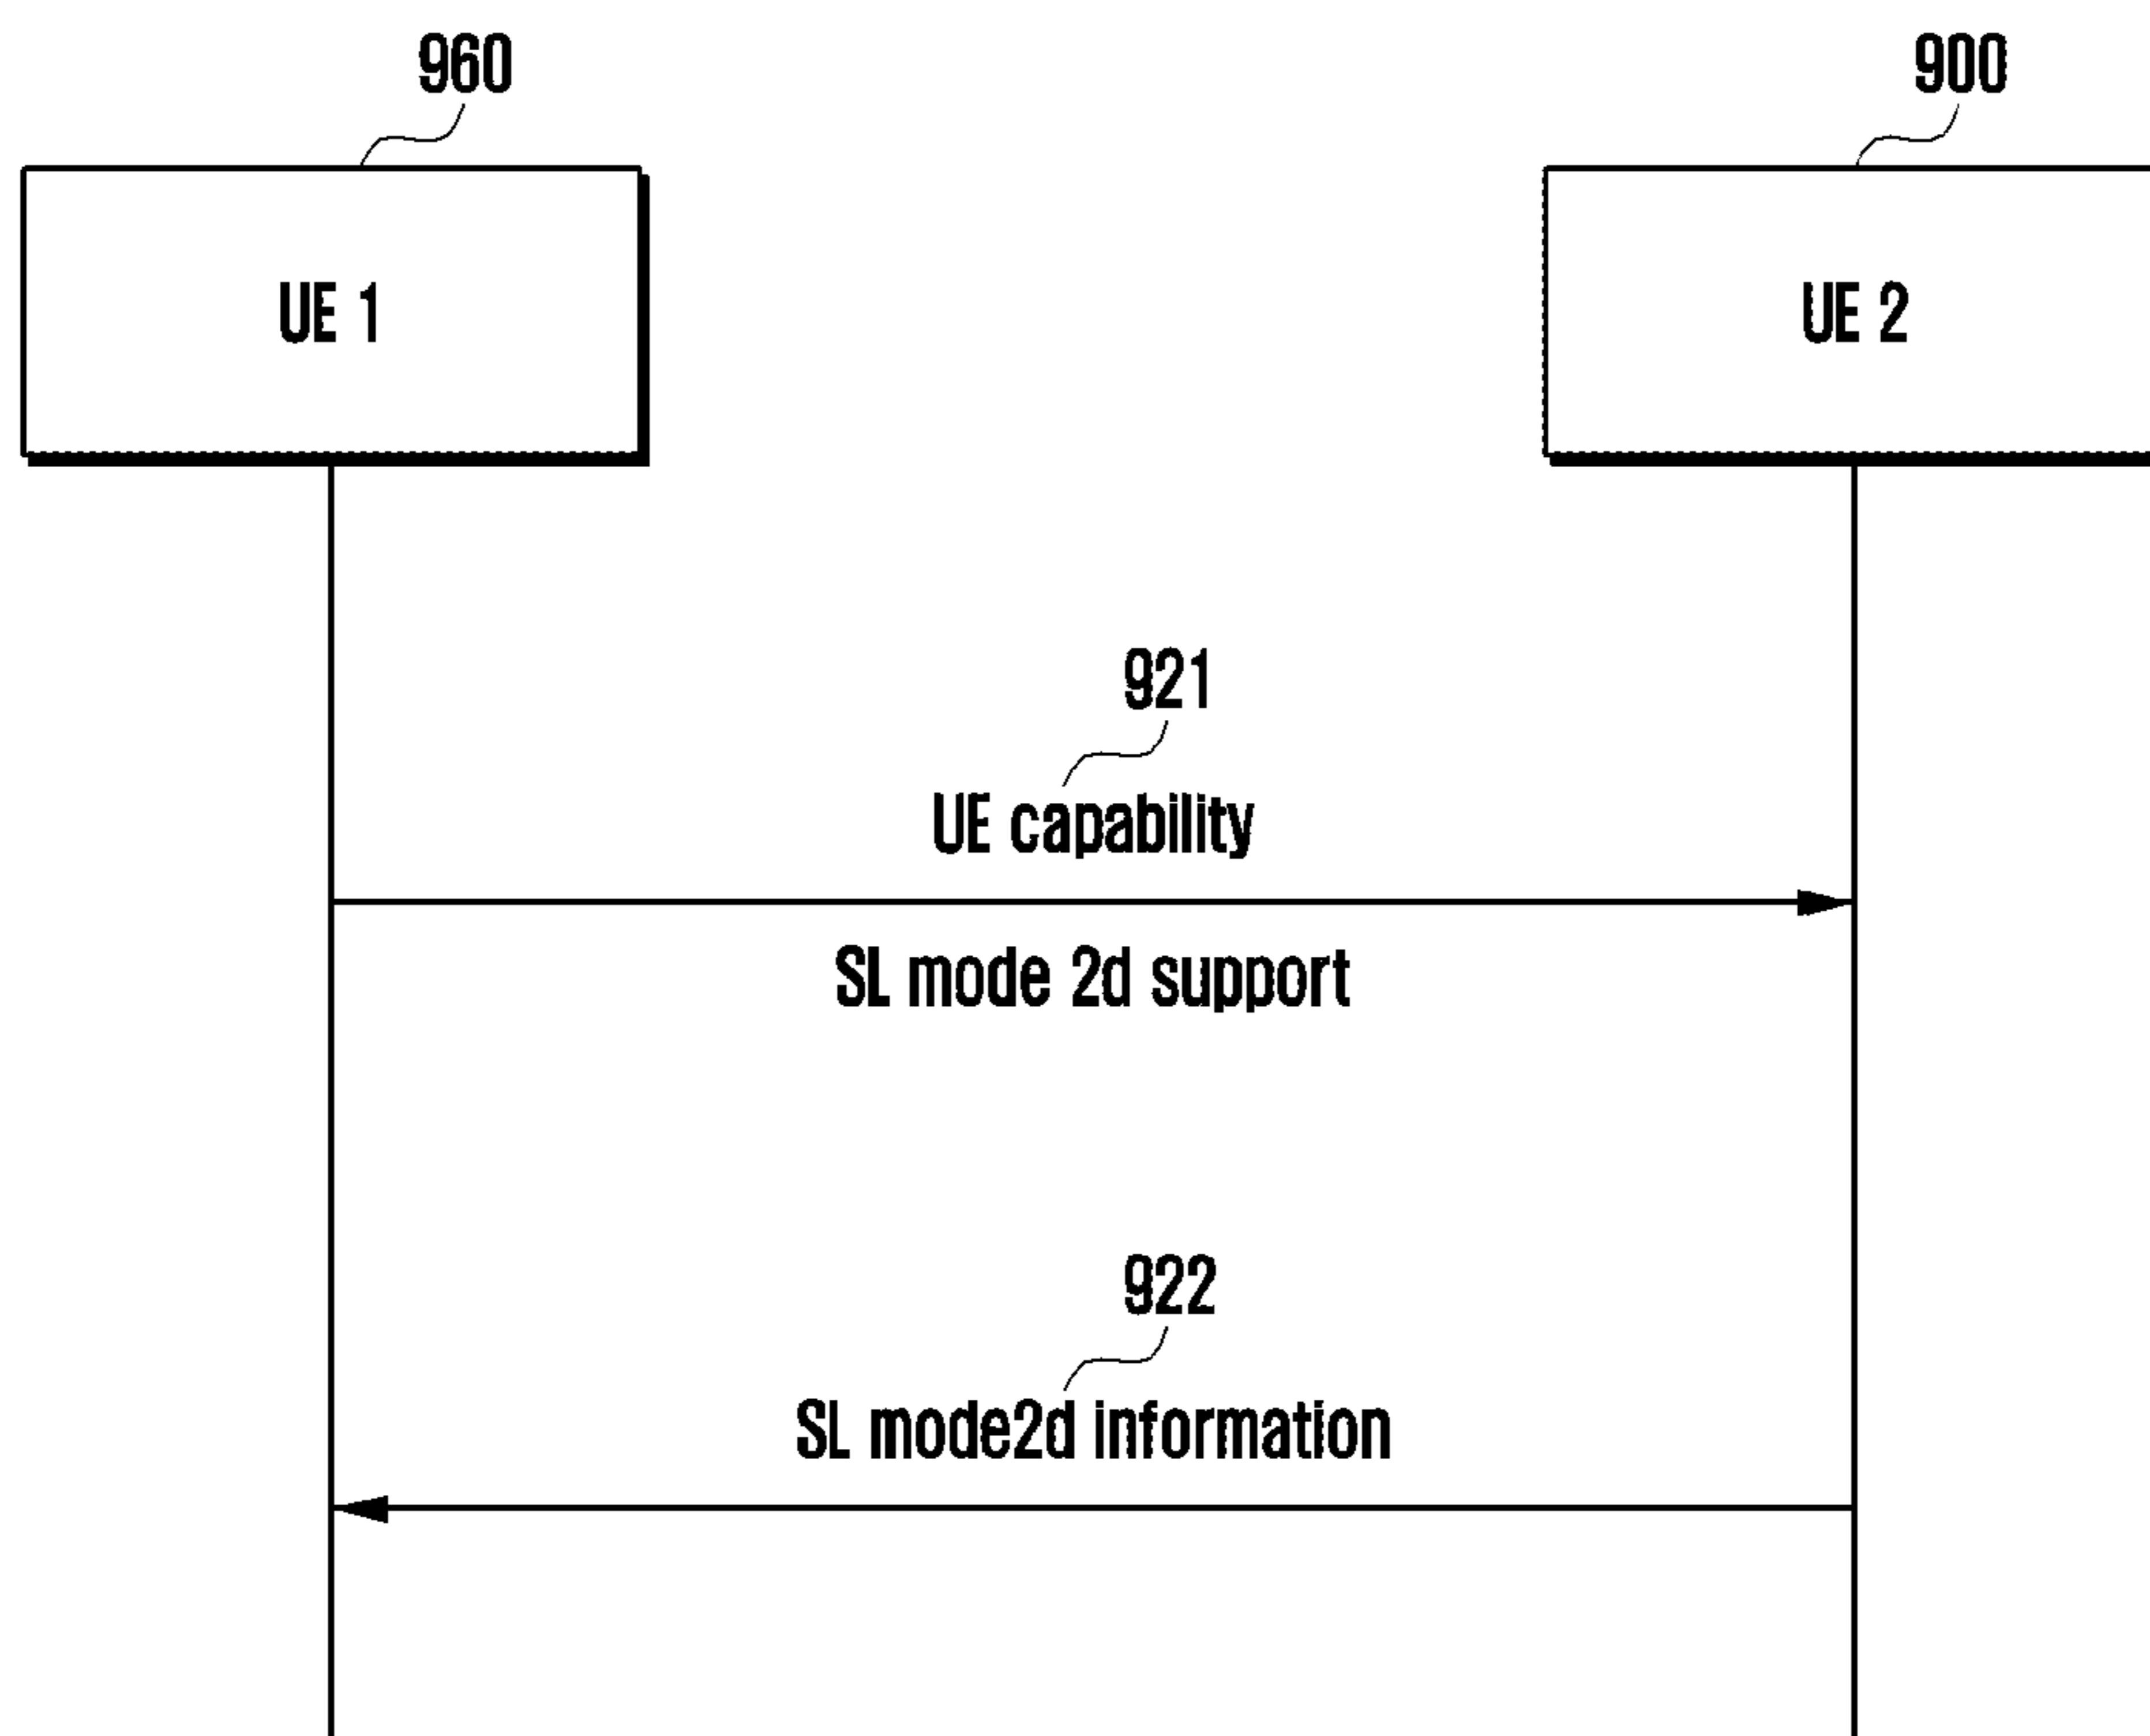 960
900
UE 1
UE 2
921
UE capability
SL mode 2d support
922
SL mode2d information